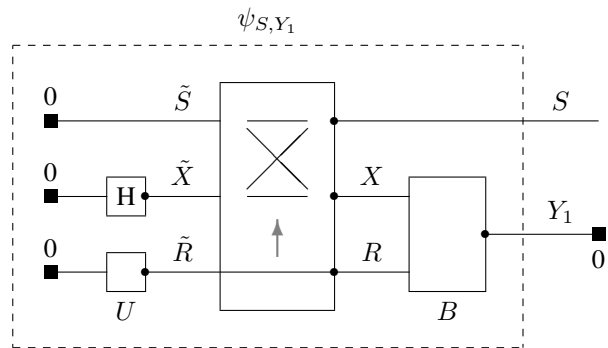 ψ_{S,Y_1}
0 S̃ S
0 H X̃ X
Y_1
0 R̃ R 0
U B